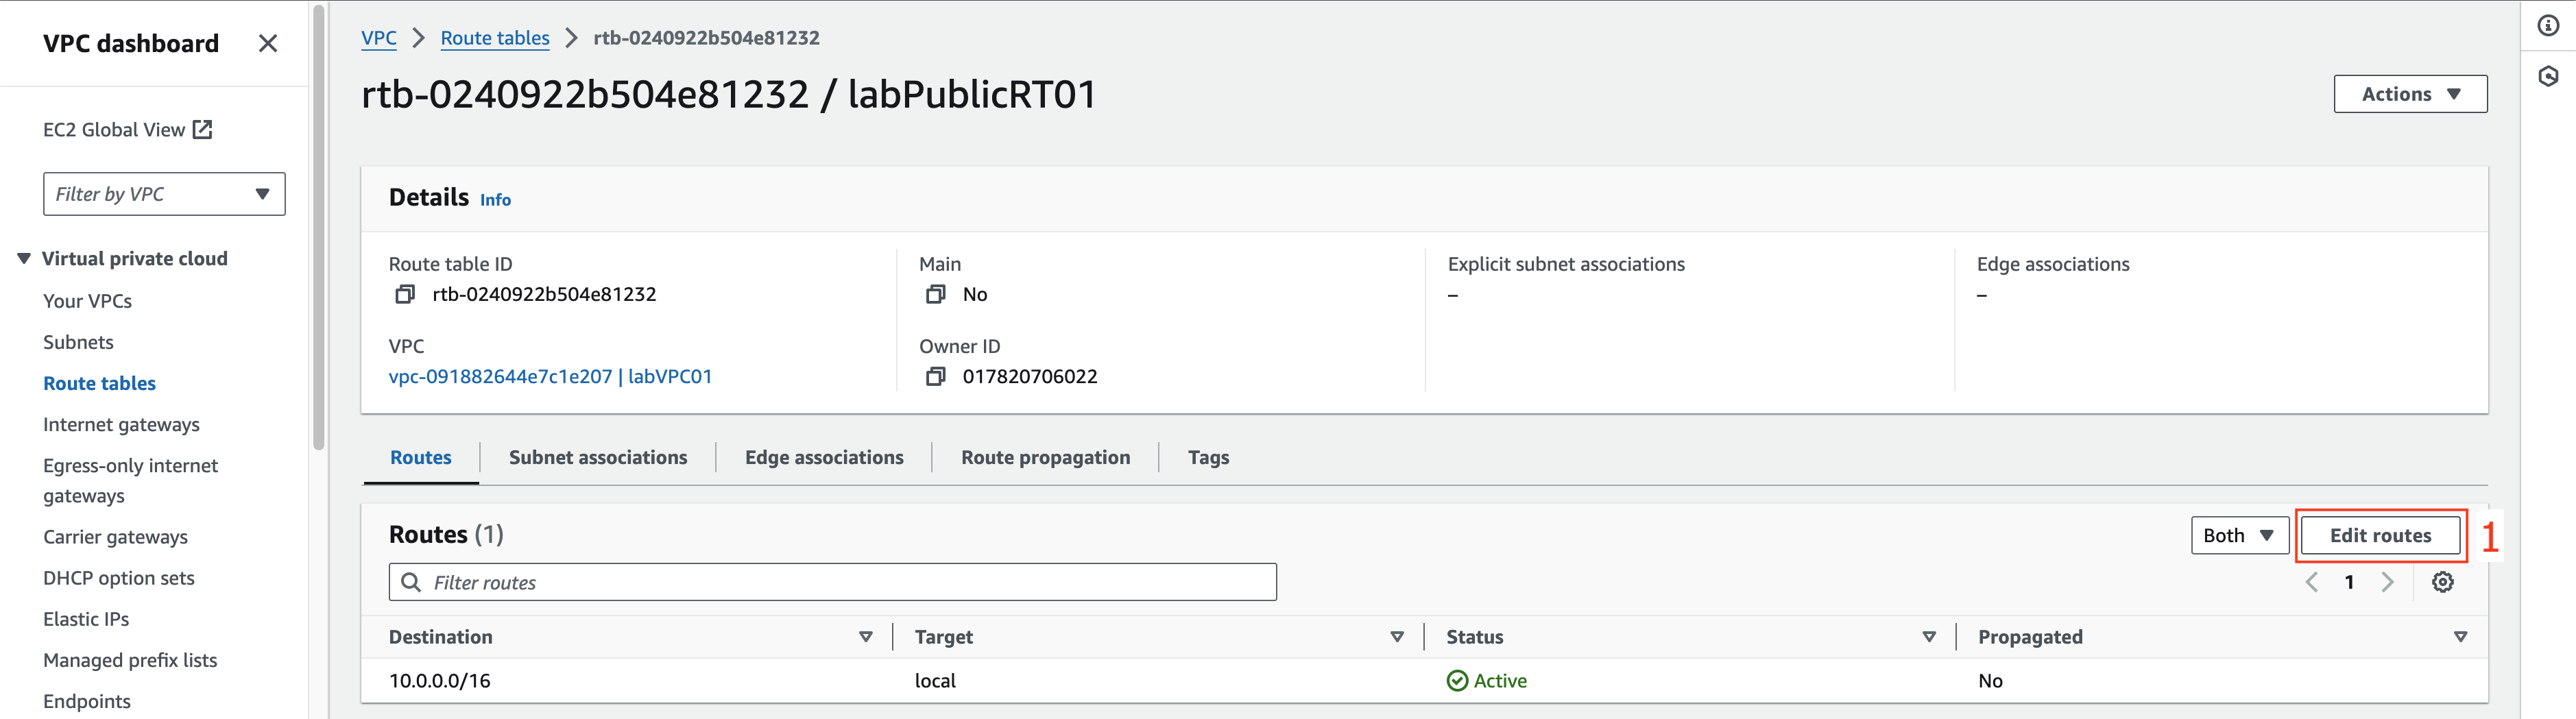 VPC dashboard
EC2 Global View
Filter by VPC
Virtual private cloud
Your VPCs
Subnets
Route tables
Internet gateways
Egress-only internet
gateways
Carrier gateways
DHCP option sets
Elastic IPs
Managed prefix lists
Endpoints
VPC > Route tables > rtb-0240922b504e81232
rtb-0240922b504e81232 / labPublicRT01
Actions
Details Info
Route table ID
rtb-0240922b504e81232
Main
No
Explicit subnet associations
–
Edge associations
–
VPC
vpc-091882644e7c1e207 | labVPC01
Owner ID
017820706022
Routes Subnet associations Edge associations Route propagation Tags
Routes (1)
Both Edit routes 1
Filter routes
1
Destination Target Status Propagated
10.0.0.0/16 local Active No